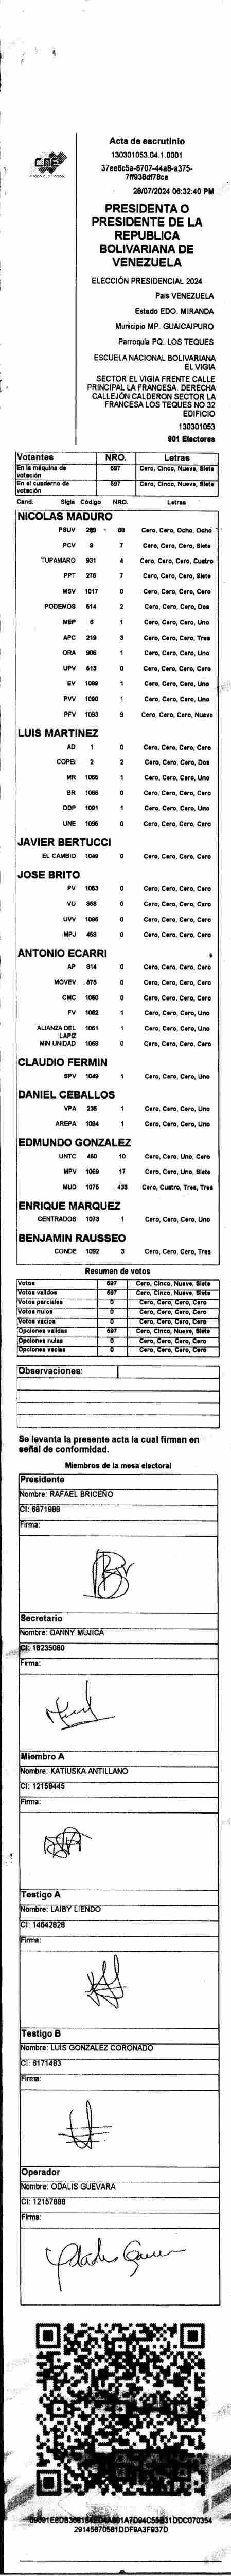 CNE
Acta de escrutinio
130301053.04.1.0001
37ee6c5a-6707-44a8-a375-
7ff938df78ce
28/07/2024 06:32:40 PM
PRESIDENTA O
PRESIDENTE DE LA
REPUBLICA
BOLIVARIANA DE
VENEZUELA
ELECCIÓN PRESIDENCIAL 2024
País VENEZUELA
Estado EDO. MIRANDA
Municipio MP. GUAICAIPURO
Parroquia PQ. LOS TEQUES
ESCUELA NACIONAL BOLIVARIANA
EL VIGIA
SECTOR EL VIGIA FRENTE CALLE
PRINCIPAL LA FRANCESA. DERECHA
CALLEJÓN CALDERON SECTOR LA
FRANCESA LOS TEQUES NO 32
EDIFICIO
130301053
901 Electores
Votantes NRO. Letras
En la máquina de votación 597 Cero, Cinco, Nueve, Siete
En el cuaderno de votación 597 Cero, Cinco, Nueve, Siete
Cand. Sigla Código NRO. Letras
NICOLAS MADURO
PSUV 88 Cero, Cero, Ocho, Ocho
PCV 9 7 Cero, Cero, Cero, Siete
TUPAMARO 931 4 Cero, Cero, Cero, Cuatro
PPT 276 7 Cero, Cero, Cero, Siete
MSV 1017 0 Cero, Cero, Cero, Cero
PODEMOS 514 2 Cero, Cero, Cero, Dos
MEP 6 1 Cero, Cero, Cero, Uno
APC 219 3 Cero, Cero, Cero, Tres
ORA 906 1 Cero, Cero, Cero, Uno
UPV 513 0 Cero, Cero, Cero, Cero
EV 1089 1 Cero, Cero, Cero, Uno
PVV 1090 1 Cero, Cero, Cero, Uno
PFV 1093 9 Cero, Cero, Cero, Nueve
LUIS MARTINEZ
AD 1 0 Cero, Cero, Cero, Cero
COPEI 2 2 Cero, Cero, Cero, Dos
MR 1065 1 Cero, Cero, Cero, Uno
BR 1066 0 Cero, Cero, Cero, Cero
DDP 1091 1 Cero, Cero, Cero, Uno
UNE 1096 0 Cero, Cero, Cero, Cero
JAVIER BERTUCCI
EL CAMBIO 1048 0 Cero, Cero, Cero, Cero
JOSE BRITO
PV 1053 0 Cero, Cero, Cero, Cero
VU 868 0 Cero, Cero, Cero, Cero
UVV 1095 0 Cero, Cero, Cero, Cero
MPJ 459 0 Cero, Cero, Cero, Cero
ANTONIO ECARRI
AP 814 0 Cero, Cero, Cero, Cero
MOVEV 878 0 Cero, Cero, Cero, Cero
CMC 1060 0 Cero, Cero, Cero, Cero
FV 1062 1 Cero, Cero, Cero, Uno
ALIANZA DEL LAPIZ 1061 1 Cero, Cero, Cero, Uno
MIN UNIDAD 1068 0 Cero, Cero, Cero, Cero
CLAUDIO FERMIN
SPV 1049 1 Cero, Cero, Cero, Uno
DANIEL CEBALLOS
VPA 236 1 Cero, Cero, Cero, Uno
AREPA 1094 1 Cero, Cero, Cero, Uno
EDMUNDO GONZALEZ
UNTC 460 10 Cero, Cero, Uno, Cero
MPV 1069 17 Cero, Cero, Uno, Siete
MUD 1075 433 Cero, Cuatro, Tres, Tres
ENRIQUE MARQUEZ
CENTRADOS 1073 1 Cero, Cero, Cero, Uno
BENJAMIN RAUSSEO
CONDE 1092 3 Cero, Cero, Cero, Tres
Resumen de votos
Votos 597 Cero, Cinco, Nueve, Siete
Votos validos 597 Cero, Cinco, Nueve, Siete
Votos parciales 0 Cero, Cero, Cero, Cero
Votos nulos 0 Cero, Cero, Cero, Cero
Votos vacios 0 Cero, Cero, Cero, Cero
Opciones validas 597 Cero, Cinco, Nueve, Siete
Opciones nulas 0 Cero, Cero, Cero, Cero
Opciones vacias 0 Cero, Cero, Cero, Cero
Observaciones:
Se levanta la presente acta la cual firman en
señal de conformidad.
Miembros de la mesa electoral
Presidente
Nombre: RAFAEL BRICEÑO
CI: 6871988
Firma:
Secretario
Nombre: DANNY MUJICA
CI: 16235080
Firma:
Miembro A
Nombre: KATIUSKA ANTILLANO
CI: 12158445
Firma:
Testigo A
Nombre: LAIBY LIENDO
CI: 14642828
Firma:
Testigo B
Nombre: LUIS GONZALEZ CORONADO
CI: 6171483
Firma:
Operador
Nombre: ODALIS GUEVARA
CI: 12157888
Firma:
29145870581DDF9A3F937D